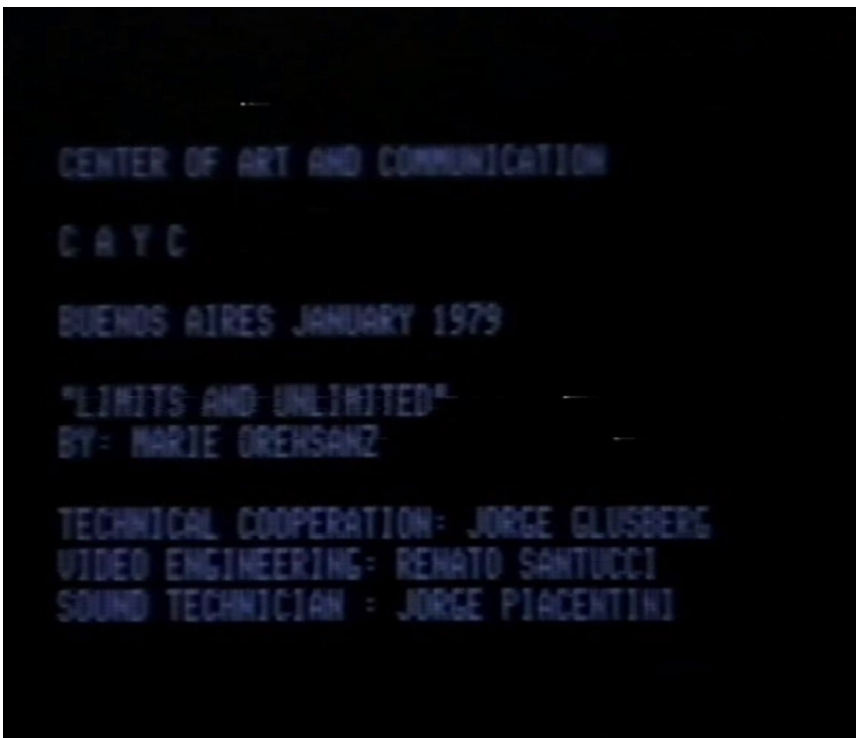 CENTER OF ART AND COMMUNICATION
C A Y C
BUENOS AIRES JANUARY 1979
"LIMITS AND UNLIMITED"
BY: MARIE ORENSANZ
TECHNICAL COOPERATION: JORGE GLUSBERG
VIDEO ENGINEERING: RENATO SANTUCCI
SOUND TECHNICIAN : JORGE PIACENTINI